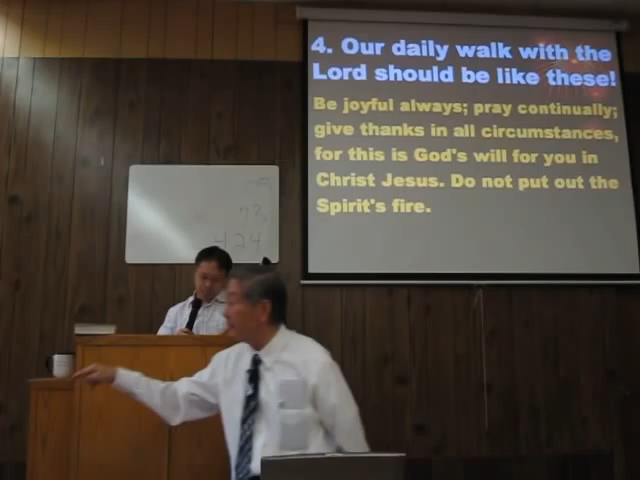 4. Our daily walk with the
Lord should be like these!
Be joyful always; pray continually;
give thanks in all circumstances,
for this is God's will for you in
Christ Jesus. Do not put out the
Spirit's fire.
424